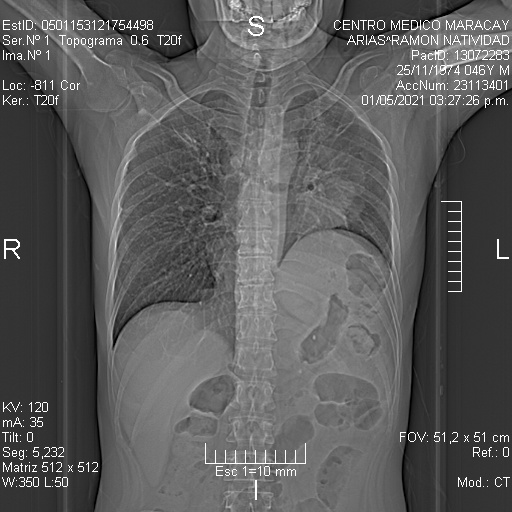 EstID: 0501153121754498
Ser.Nº 1 Topograma 0.6 T20f
Ima.Nº 1
Loc: -811 Cor
Ker.: T20f
S
CENTRO MEDICO MARACAY
ARIAS^RAMON NATIVIDAD
PacID: 13072283
25/11/1974 046Y M
AccNum: 23113401
01/05/2021 03:27:26 p.m.
R
L
KV: 120
mA: 35
Tilt: 0
Seg: 5,232
Matriz 512 x 512
W:350 L:50
Esc 1=10 mm
I
FOV: 51,2 x 51 cm
Ref.: 0
Mod.: CT